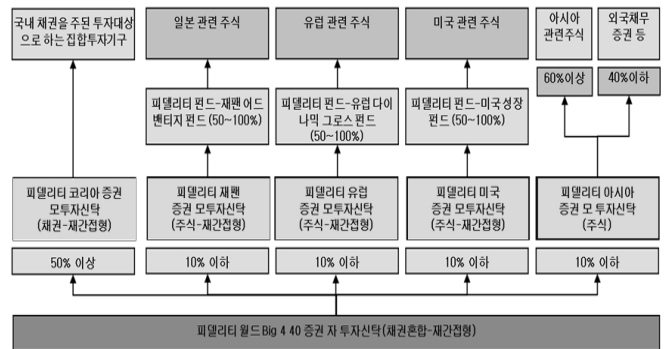 국내 채권을 주된 투자대상
으로 하는 집합투자기구
일본 관련 주식
유럽 관련 주식
미국 관련 주식
아시아
관련주식
외국채무
증권 등
60%이상
40%이하
피델리티 펀드-재팬 어드
밴티지 펀드 (50~100%)
피델리티 펀드-유럽 다이
나믹 그로스 펀드
(50~100%)
피델리티 펀드-미국 성장
펀드 (50~100%)
피델리티 코리아 증권
모투자신탁
(채권-재간접형)
피델리티 재팬
증권 모투자신탁
(주식-재간접형)
피델리티 유럽
증권 모투자신탁
(주식-재간접형)
피델리티 미국
증권 모투자신탁
(주식-재간접형)
피델리티 아시아
증권 모 투자신탁
(주식)
50% 이상
10% 이하
10% 이하
10% 이하
10% 이하
피델리티 월드 Big 4 40 증권 자 투자신탁(채권혼합-재간접형)